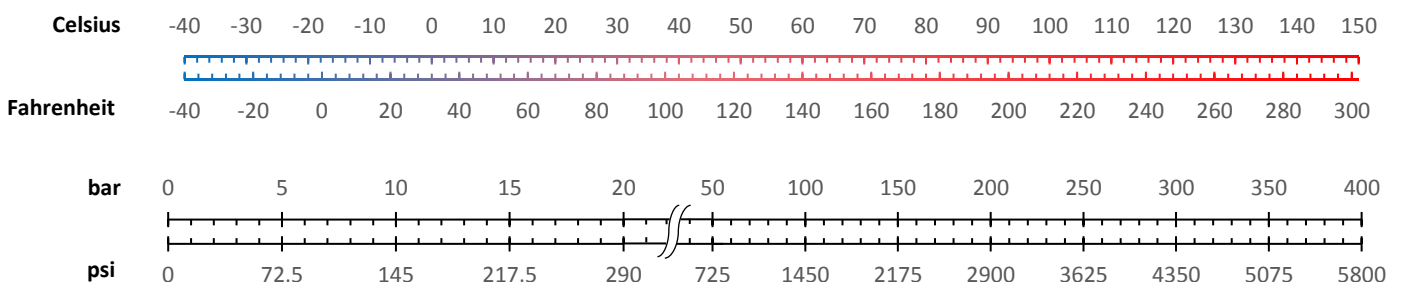 Celsius -40 -30 -20 -10 0 10 20 30 40 50 60 70 80 90 100 110 120 130 140 150
Fahrenheit -40 -20 0 20 40 60 80 30 100 120 140 160 180 200 220 240 260 280 300
bar 0 5 10 15 20 50 100 150 200 250 300 350 400
psi 0 72.5 145 217.5 290 725 1450 2175 2900 3625 4350 5075 5800